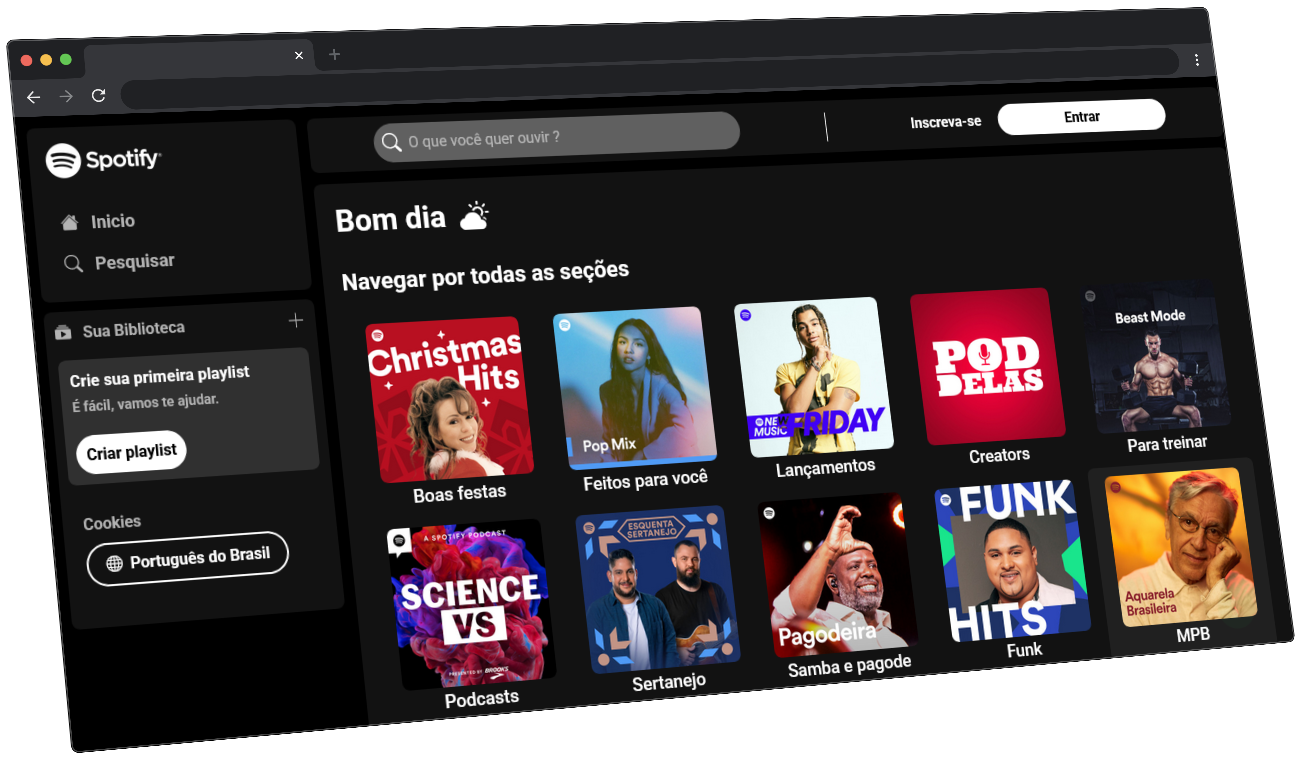 Spotify
Inicio
Pesquisar
Sua Biblioteca
Crie sua primeira playlist
É fácil, vamos te ajudar.
Criar playlist
Cookies
Português do Brasil
O que você quer ouvir ?
Inscreva-se
Entrar
Bom dia
Navegar por todas as seções
Christmas
Hits
Boas festas
Pop Mix
Feitos para você
NEW
MUSIC FRIDAY
Lançamentos
POD
DELAS
Creators
Beast Mode
Para treinar
A SPOTIFY PODCAST
SCIENCE
VS
PRESENTED BY BROOKS
Podcasts
ESQUENTA
SERTANEJO
Sertanejo
Pagodeira
Samba e pagode
FUNK
HITS
Funk
Aquarela
Brasileira
MPB